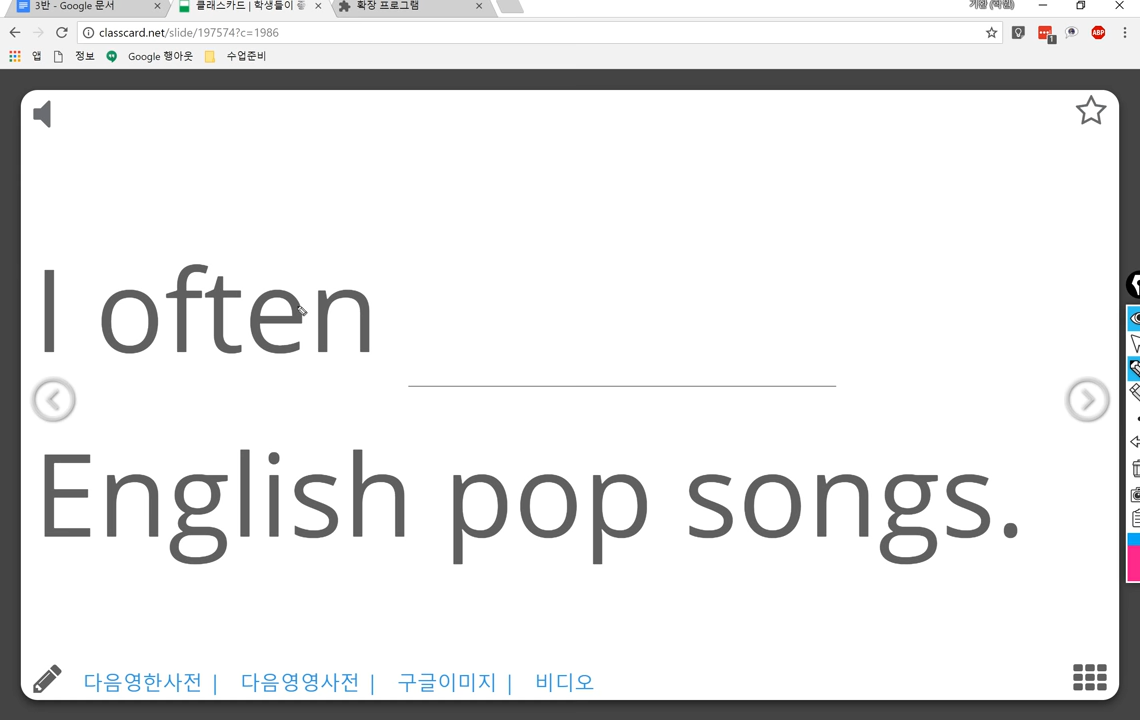 3반 - Google 문서
클래스카드 | 학생들이 좋
확장 프로그램
classcard.net/slide/197574?c=1986
1
ABP
앱 정보 Google 행아웃 수업준비
I often
English pop songs.
다음영한사전 | 다음영영사전 | 구글이미지 | 비디오